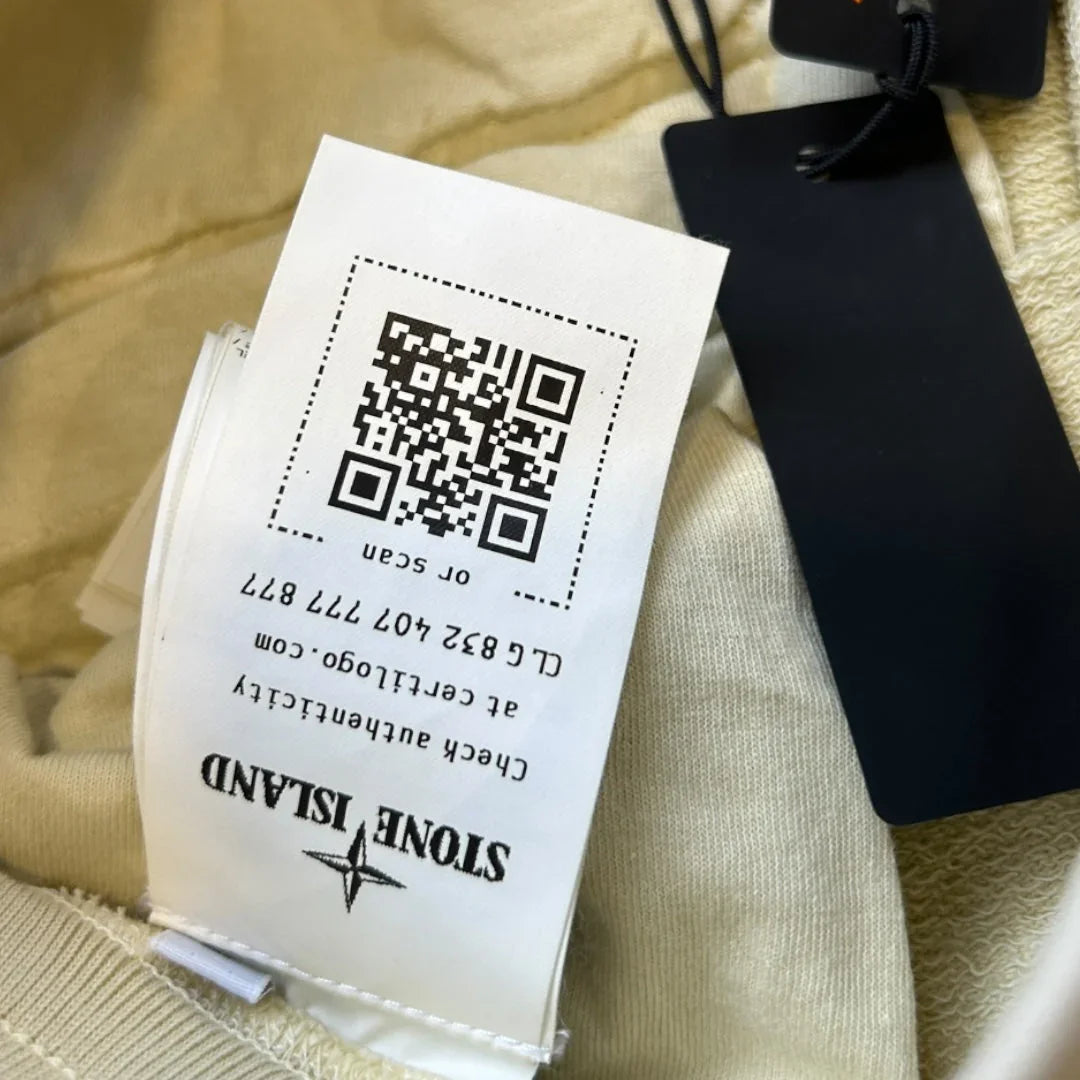 STONE ISLAND
Check authenticity
at certilogo.com
CLG 832 407 777 877
or scan